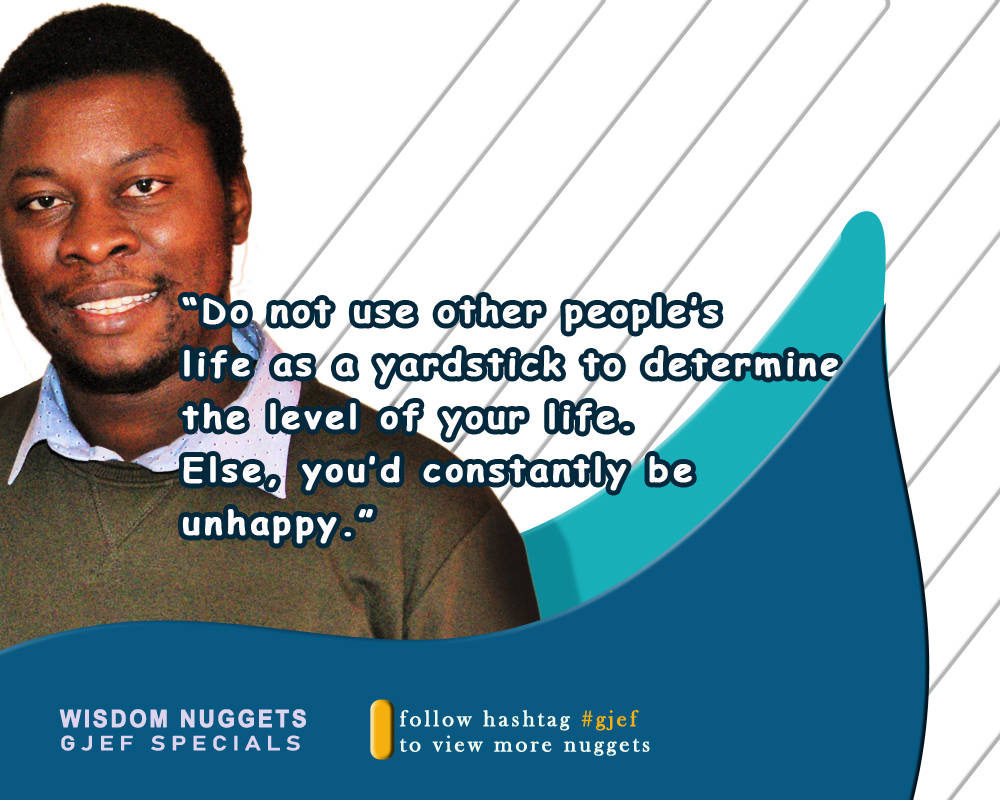 “Do not use other people's
life as a yardstick to determine
the level of your life.
Else, you'd constantly be
unhappy.”
WISDOM NUGGETS
GJEF SPECIALS
follow hashtag #gjef
to view more nuggets